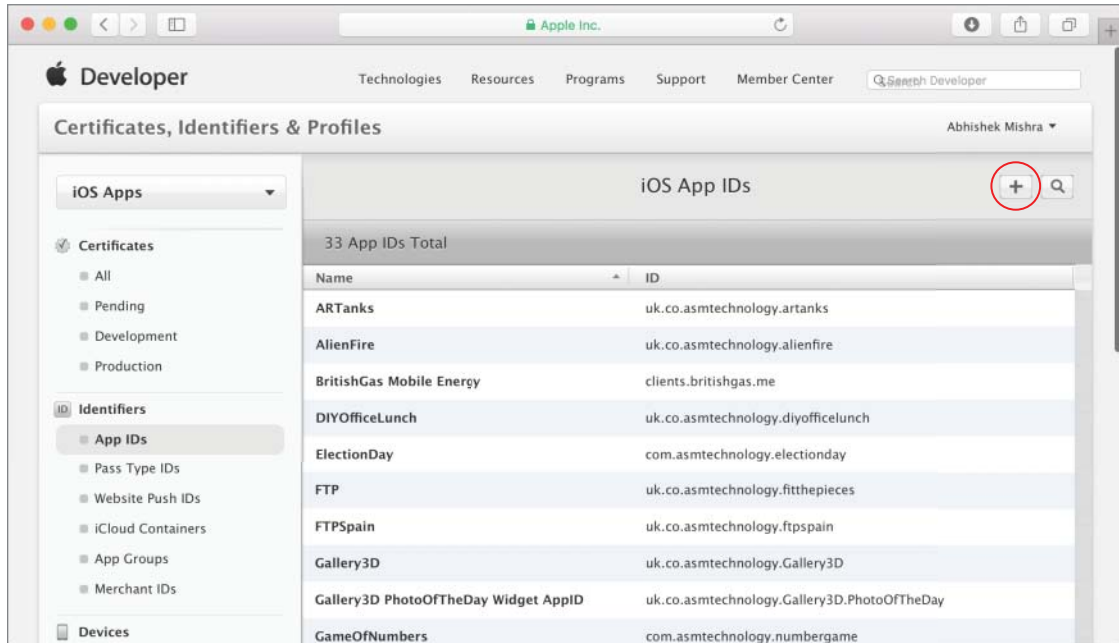 Apple Inc.
Developer
Technologies Resources Programs Support Member Center Search Developer
Certificates, Identifiers & Profiles Abhishek Mishra
iOS Apps
iOS App IDs
33 App IDs Total
Certificates
All
Pending
Development
Production
ID Identifiers
App IDs
Pass Type IDs
Website Push IDs
iCloud Containers
App Groups
Merchant IDs
Devices
Name ID
ARTanks uk.co.asmtechnology.artanks
AlienFire uk.co.asmtechnology.alienfire
BritishGas Mobile Energy clients.britishgas.me
DIYOfficeLunch uk.co.asmtechnology.diyofficelunch
ElectionDay com.asmtechnology.electionday
FTP uk.co.asmtechnology.fitthepieces
FTPSpain uk.co.asmtechnology.ftpspain
Gallery3D uk.co.asmtechnology.Gallery3D
Gallery3D PhotoOfTheDay Widget AppID uk.co.asmtechnology.Gallery3D.PhotoOfTheDay
GameOfNumbers com.asmtechnology.numbergame